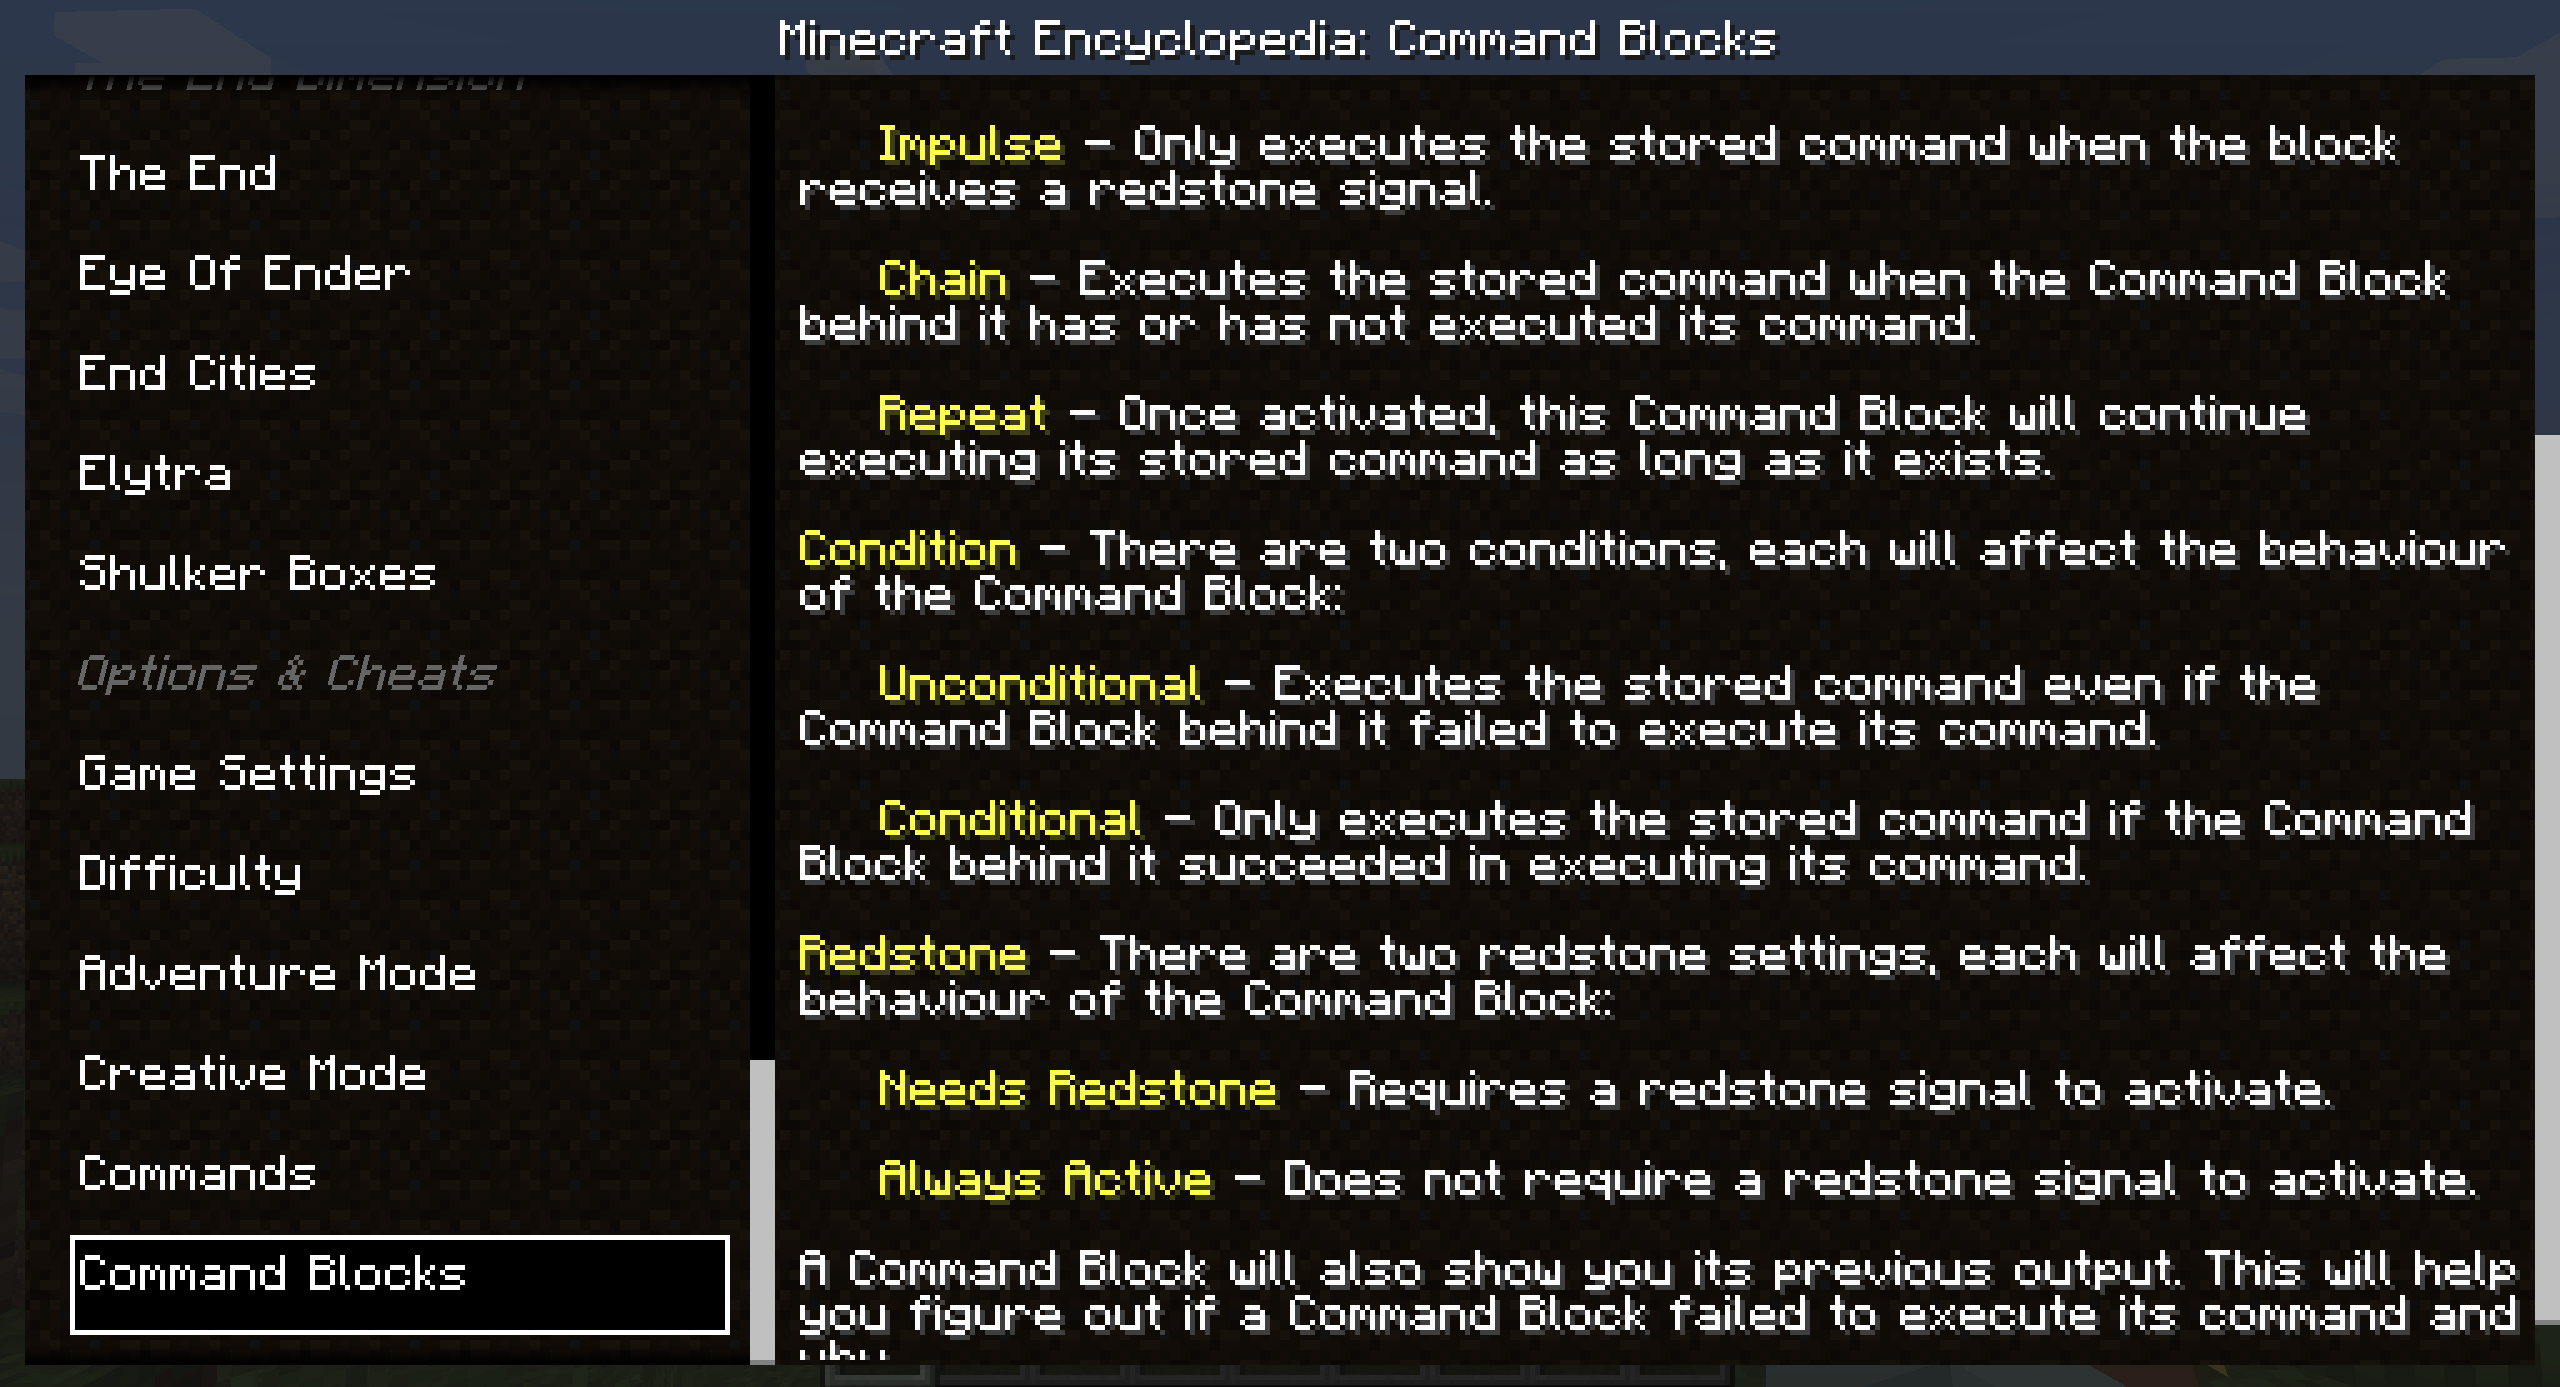 Minecraft Encyclopedia: Command Blocks
The End Dimension
The End
Eye Of Ender
End Cities
Elytra
Shulker Boxes
Options & Cheats
Game Settings
Difficulty
Adventure Mode
Creative Mode
Commands
Command Blocks
Impulse - Only executes the stored command when the block
receives a redstone signal.
Chain - Executes the stored command when the Command Block
behind it has or has not executed its command.
Repeat - Once activated, this Command Block will continue
executing its stored command as long as it exists.
Condition - There are two conditions, each will affect the behaviour
of the Command Block:
Unconditional - Executes the stored command even if the
Command Block behind it failed to execute its command.
Conditional - Only executes the stored command if the Command
Block behind it succeeded in executing its command.
Redstone - There are two redstone settings, each will affect the
behaviour of the Command Block:
Needs Redstone - Requires a redstone signal to activate.
Always Active - Does not require a redstone signal to activate.
A Command Block will also show you its previous output. This will help
you figure out if a Command Block failed to execute its command and
why.